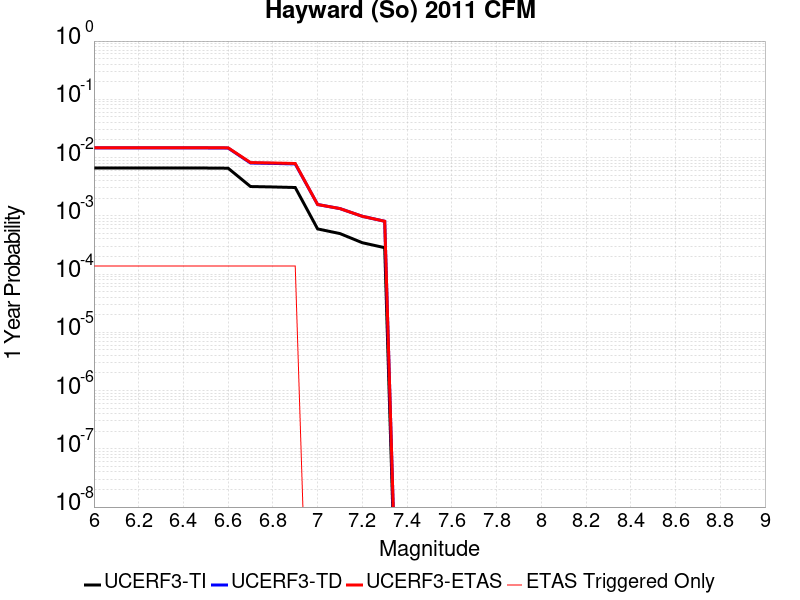 Hayward (So) 2011 CFM
10^0
10^-1
10^-2
10^-3
10^-4
10^-5
10^-6
10^-7
10^-8
1 Year Probability
6 6.2 6.4 6.6 6.8 7 7.2 7.4 7.6 7.8 8 8.2 8.4 8.6 8.8 9
Magnitude
UCERF3-TI UCERF3-TD UCERF3-ETAS ETAS Triggered Only